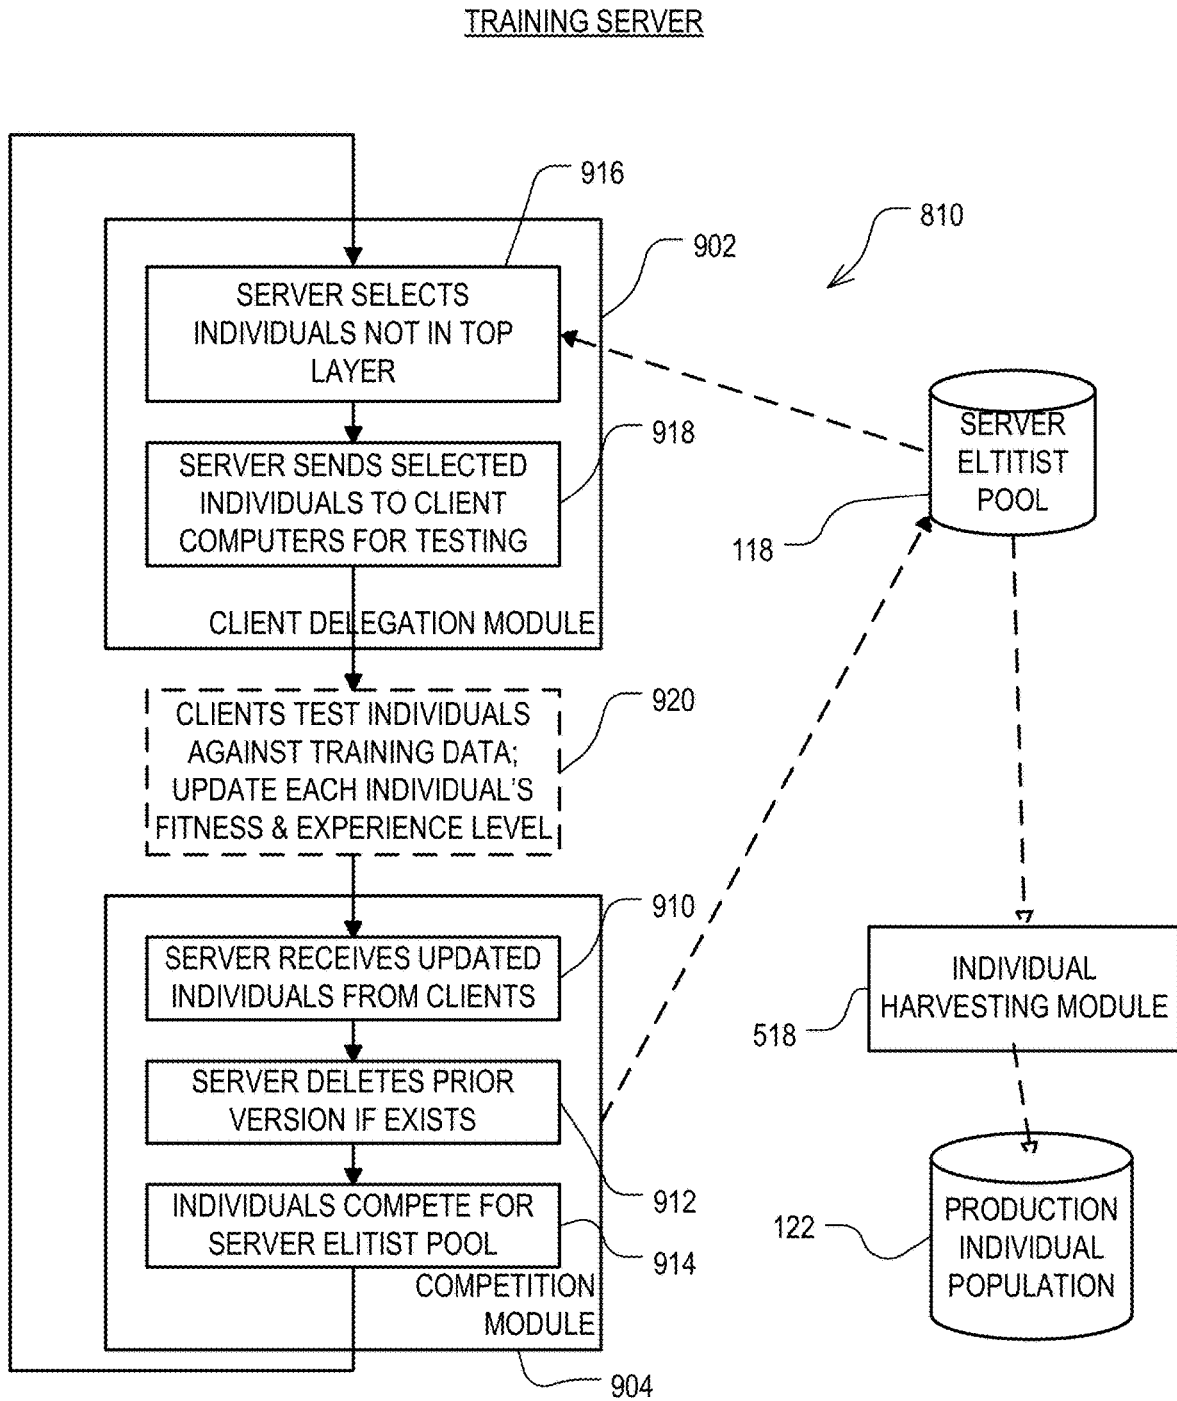 TRAINING SERVER
916
810
902
SERVER SELECTS
INDIVIDUALS NOT IN TOP
LAYER
918
SERVER SENDS SELECTED
INDIVIDUALS TO CLIENT
COMPUTERS FOR TESTING
CLIENT DELEGATION MODULE
SERVER
ELTITIST
POOL
118
920
CLIENTS TEST INDIVIDUALS
AGAINST TRAINING DATA;
UPDATE EACH INDIVIDUAL'S
FITNESS & EXPERIENCE LEVEL
910
SERVER RECEIVES UPDATED
INDIVIDUALS FROM CLIENTS
SERVER DELETES PRIOR
VERSION IF EXISTS
912
INDIVIDUALS COMPETE FOR
SERVER ELITIST POOL
914
COMPETITION
MODULE
904
INDIVIDUAL
HARVESTING MODULE
518
PRODUCTION
INDIVIDUAL
POPULATION
122